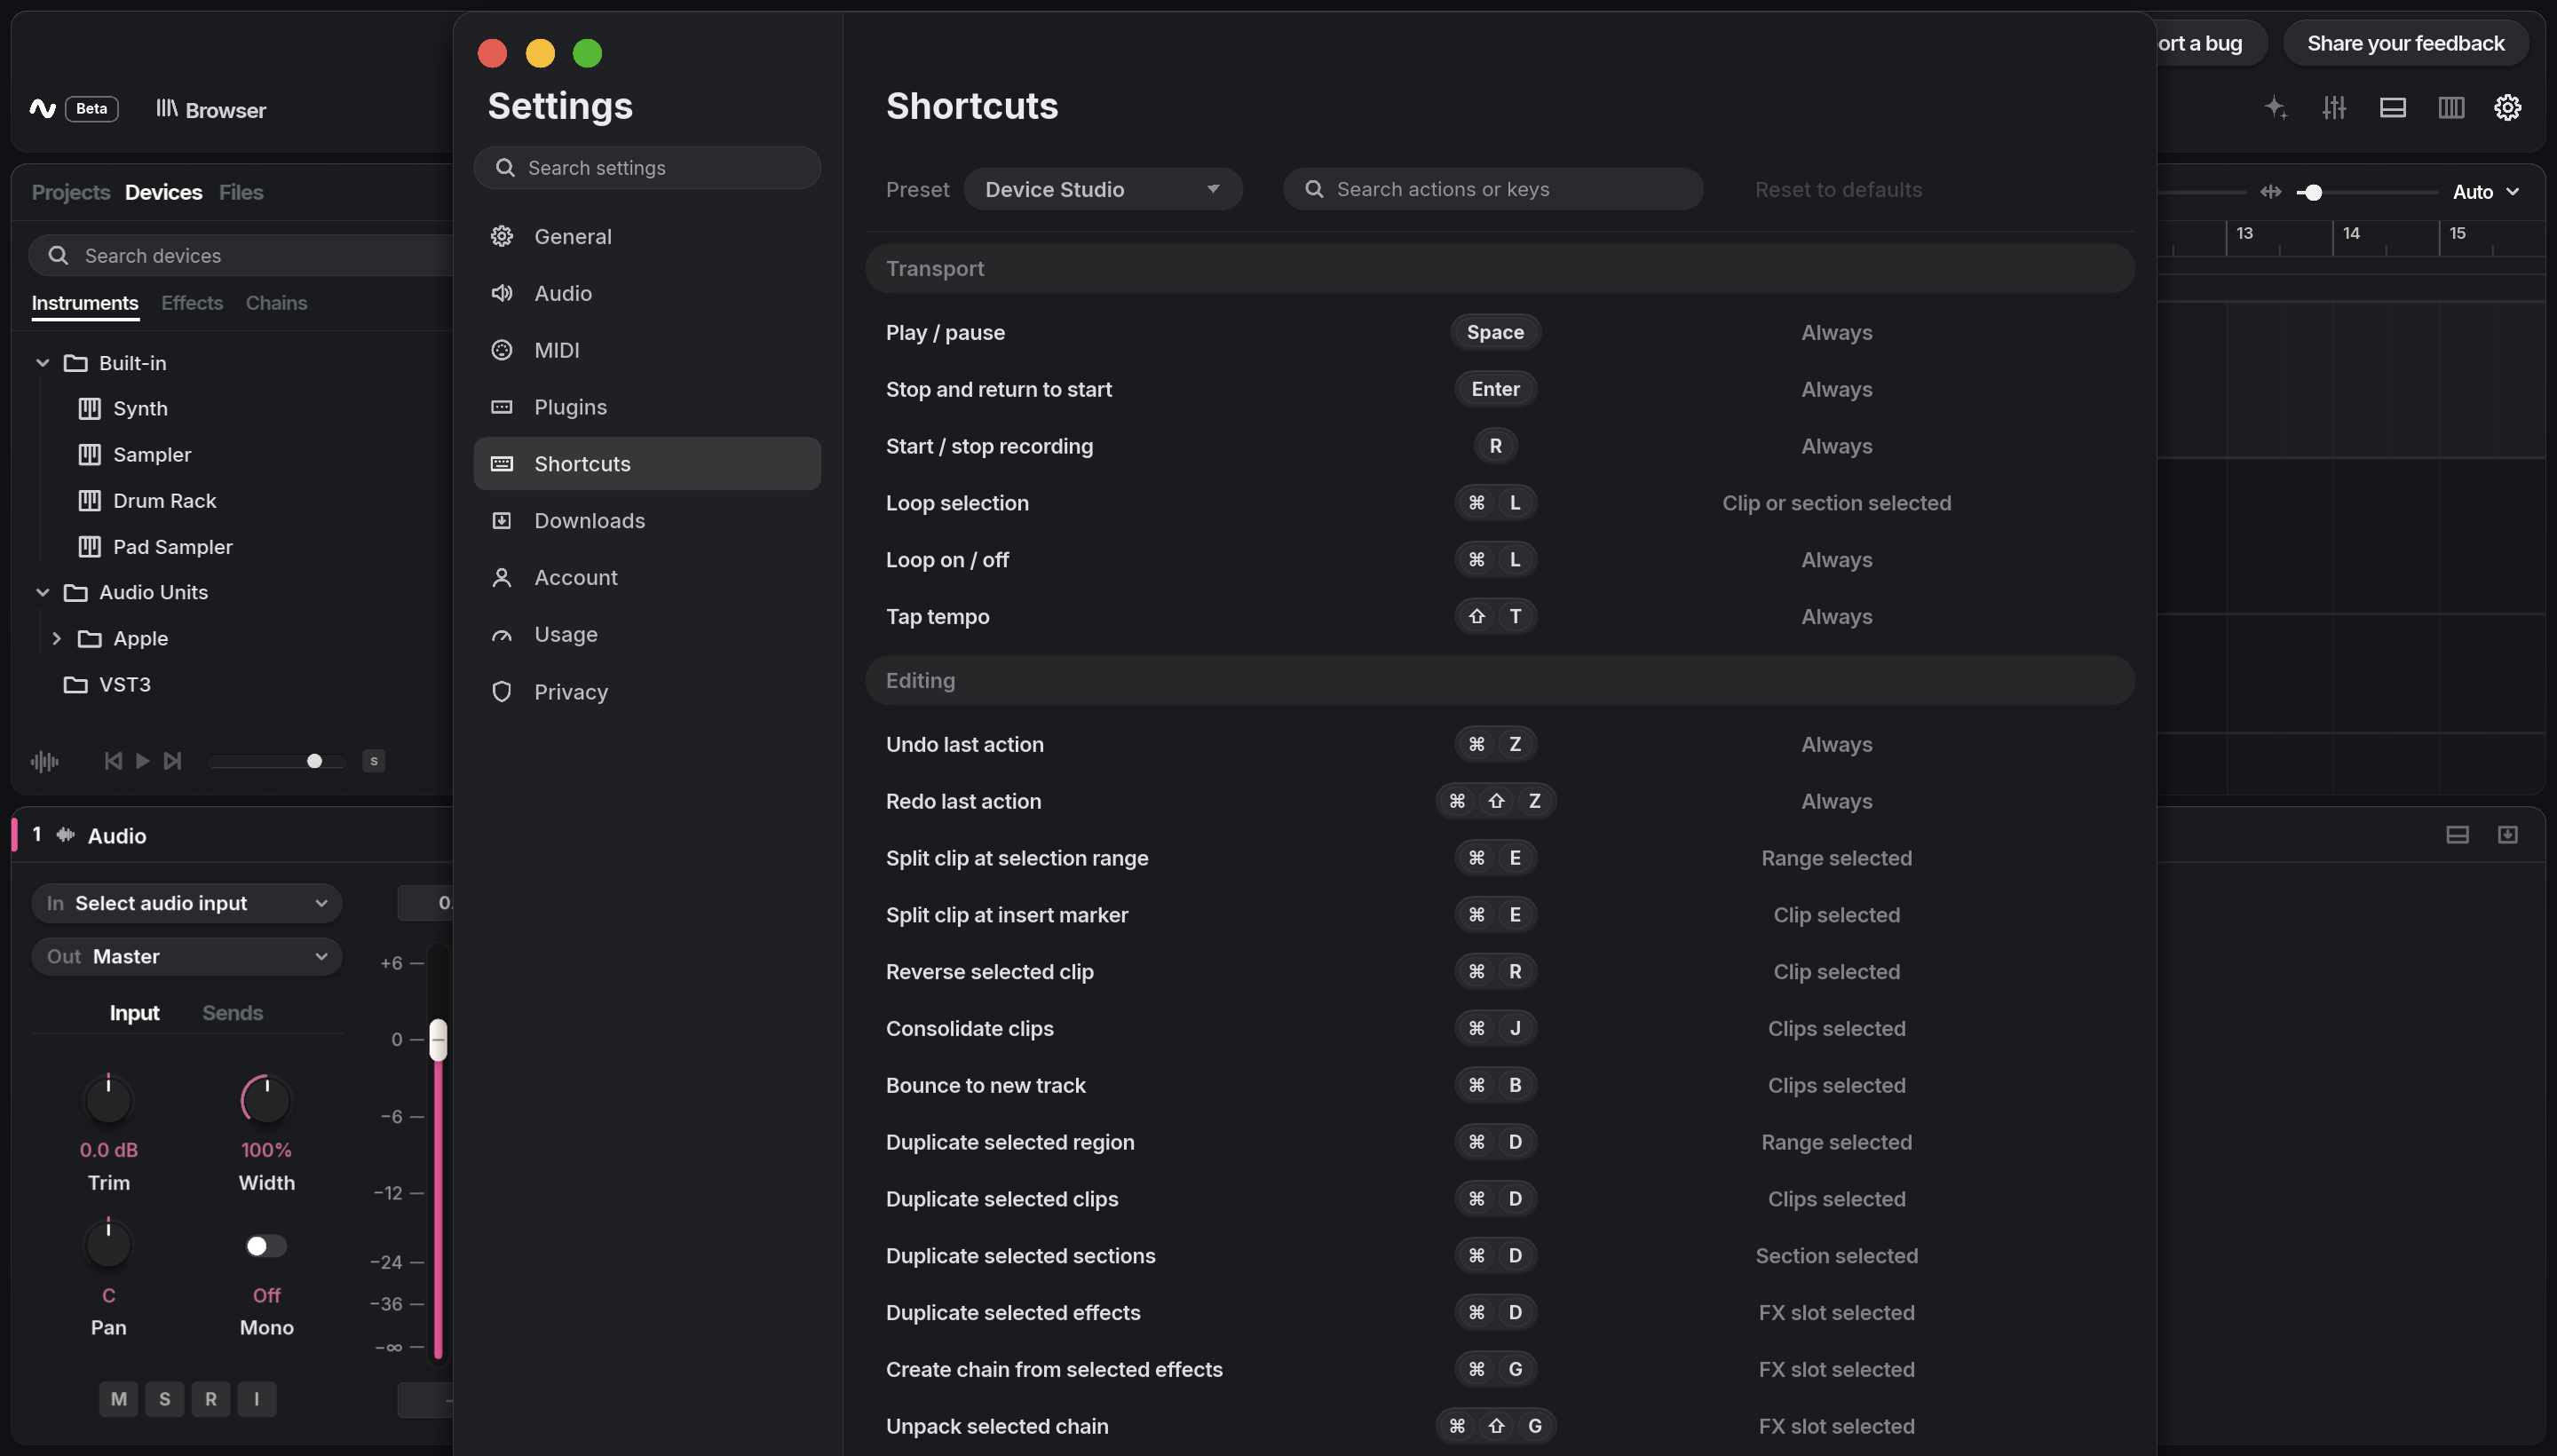 ort a bug
Share your feedback
Beta
Browser
Projects Devices Files
Search devices
Instruments Effects Chains
Built-in
Synth
Sampler
Drum Rack
Pad Sampler
Audio Units
Apple
VST3
S
1 Audio
In Select audio input
Out Master
Input Sends
0.0 dB 100%
Trim Width
C Off
Pan Mono
M S R I
0.
+6
0
−6
−12
−24
−36
−∞
Settings
Search settings
General
Audio
MIDI
Plugins
Shortcuts
Downloads
Account
Usage
Privacy
Shortcuts
Preset Device Studio Search actions or keys Reset to defaults
Transport
Play / pause Space Always
Stop and return to start Enter Always
Start / stop recording R Always
Loop selection ⌘ L Clip or section selected
Loop on / off ⌘ L Always
Tap tempo ⇧ T Always
Editing
Undo last action ⌘ Z Always
Redo last action ⌘ ⇧ Z Always
Split clip at selection range ⌘ E Range selected
Split clip at insert marker ⌘ E Clip selected
Reverse selected clip ⌘ R Clip selected
Consolidate clips ⌘ J Clips selected
Bounce to new track ⌘ B Clips selected
Duplicate selected region ⌘ D Range selected
Duplicate selected clips ⌘ D Clips selected
Duplicate selected sections ⌘ D Section selected
Duplicate selected effects ⌘ D FX slot selected
Create chain from selected effects ⌘ G FX slot selected
Unpack selected chain ⌘ ⇧ G FX slot selected
Auto
13 14 15